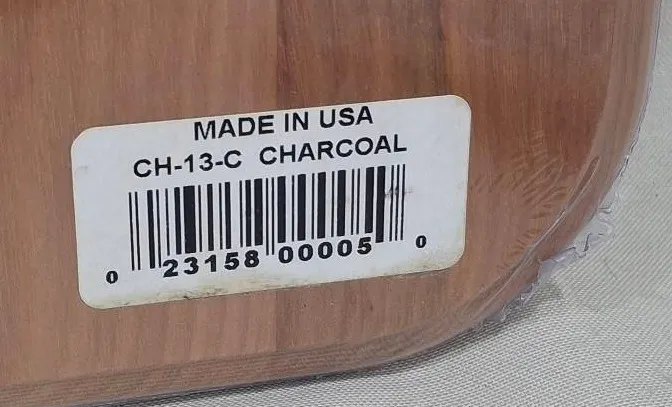 MADE IN USA
CH-13-C CHARCOAL
0 23158 00005 0